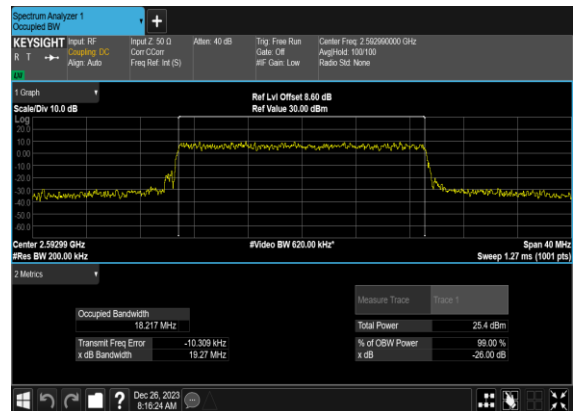 Spectrum Analyzer 1
Occupied BW
KEYSIGHT
R T
LM
Input: RF
Coupling: DC
Align: Auto
Input Z: 50 Ω
Corr CCorr
Freq Ref: Int (S)
Atten: 40 dB
Trig: Free Run
Gate: Off
#IF Gain: Low
Center Freq: 2.592990000 GHz
Avg|Hold: 100/100
Radio Std: None
1 Graph
Scale/Div 10.0 dB
Ref Lvl Offset 8.60 dB
Ref Value 30.00 dBm
Log
20.0
10.0
0.00
-10.0
-20.0
-30.0
-40.0
-50.0
-60.0
Center 2.59299 GHz
#Res BW 200.00 kHz
#Video BW 620.00 kHz*
Span 40 MHz
Sweep 1.27 ms (1001 pts)
2 Metrics
Measure Trace
Trace 1
Occupied Bandwidth
18.217 MHz
Total Power
25.4 dBm
Transmit Freq Error
-10.309 kHz
% of OBW Power
99.00 %
x dB Bandwidth
19.27 MHz
x dB
-26.00 dB
?
Dec 26, 2023
8:16:24 AM